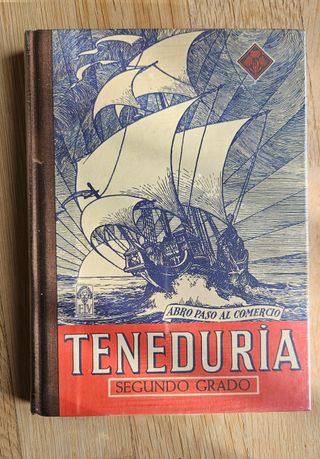 ABRO PASO AL COMERCIO
TENEDURÍA
SEGUNDO GRADO